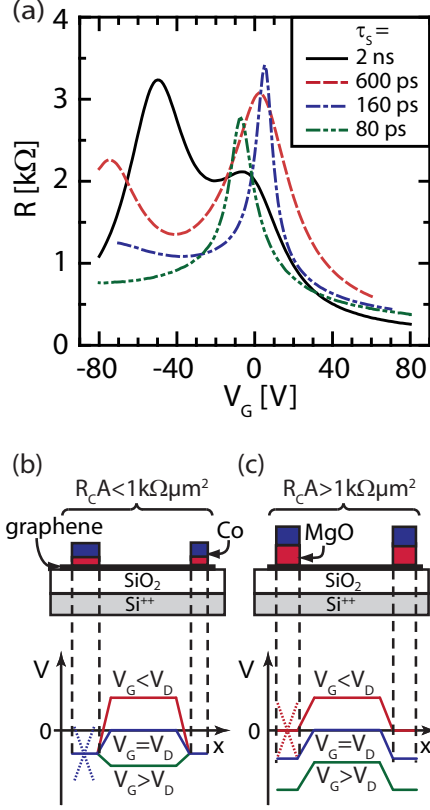 (a)
τS =
2 ns
600 ps
160 ps
80 ps
R [kΩ]
4
3
2
1
0
-80 -40 0 40 80
VG [V]
(b) (c)
RCA<1kΩµm² RCA>1kΩµm²
graphene Co MgO
SiO2 SiO2
Si++ Si++
V V
VG<VD VG<VD
0 x 0 x
VG=VD VG=VD
VG>VD VG>VD